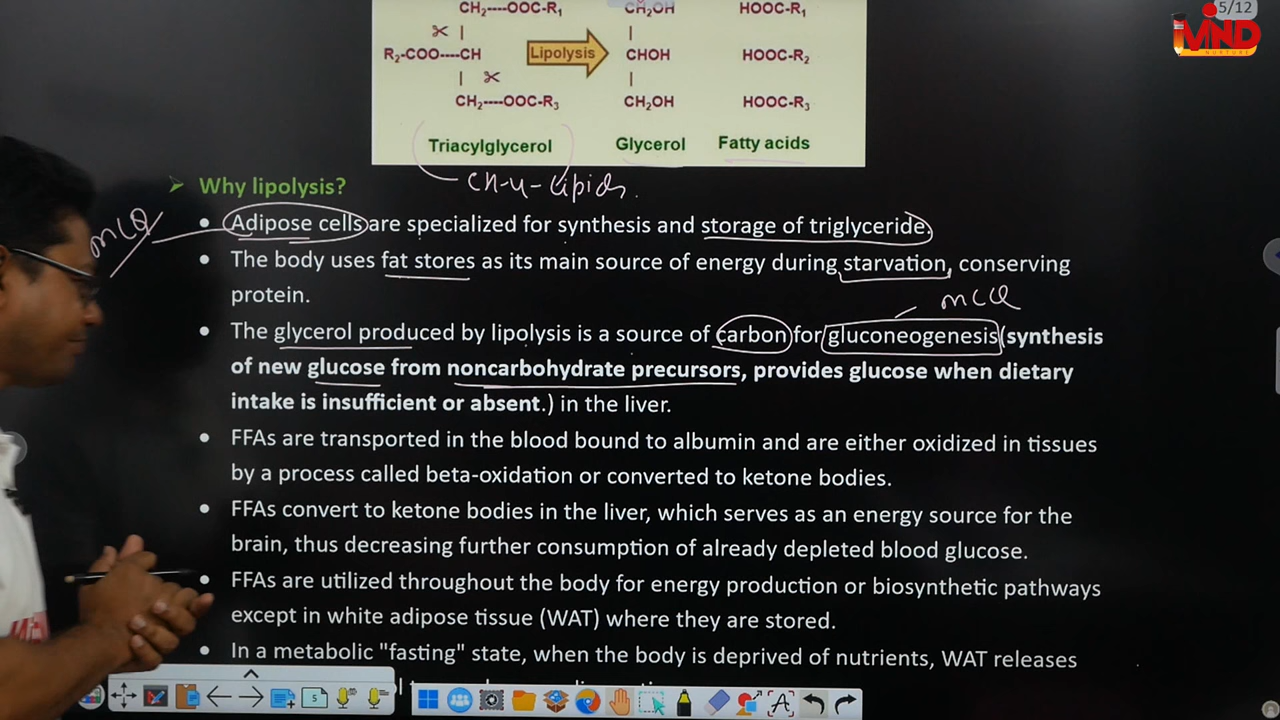 5/12
MIND
NURTURE
CH₂----OOC-R₁ CH₂OH HOOC-R₁
R₂-COO----CH Lipolysis CHOH HOOC-R₂
CH₂----OOC-R₃ CH₂OH HOOC-R₃
Triacylglycerol Glycerol Fatty acids
Ch-4-Lipids.
➤ Why lipolysis?
MCQ
• Adipose cells are specialized for synthesis and storage of triglyceride.
• The body uses fat stores as its main source of energy during starvation, conserving
protein.
MCQ
• The glycerol produced by lipolysis is a source of carbon for gluconeogenesis (synthesis
of new glucose from noncarbohydrate precursors, provides glucose when dietary
intake is insufficient or absent.) in the liver.
• FFAs are transported in the blood bound to albumin and are either oxidized in tissues
by a process called beta-oxidation or converted to ketone bodies.
• FFAs convert to ketone bodies in the liver, which serves as an energy source for the
brain, thus decreasing further consumption of already depleted blood glucose.
• FFAs are utilized throughout the body for energy production or biosynthetic pathways
except in white adipose tissue (WAT) where they are stored.
• In a metabolic "fasting" state, when the body is deprived of nutrients, WAT releases
5